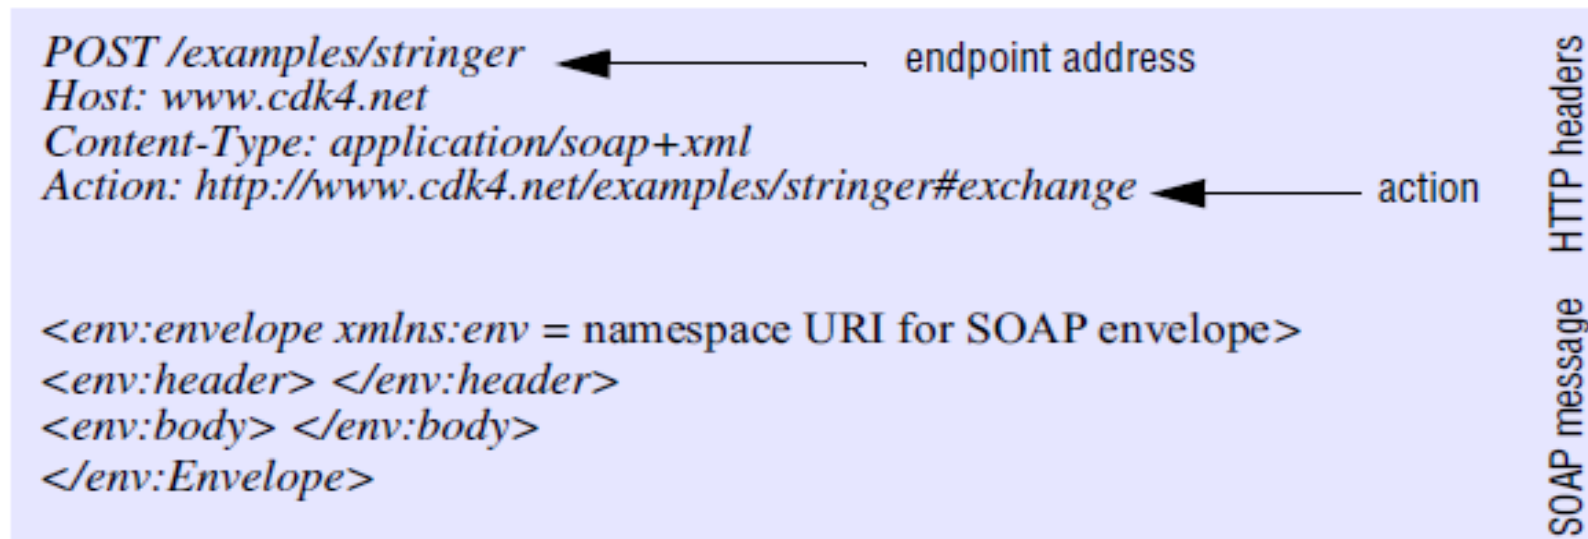 POST /examples/stringer endpoint address
Host: www.cdk4.net
Content-Type: application/soap+xml
Action: http://www.cdk4.net/examples/stringer#exchange action
HTTP headers
<env:envelope xmlns:env = namespace URI for SOAP envelope>
<env:header> </env:header>
<env:body> </env:body>
</env:Envelope>
SOAP message